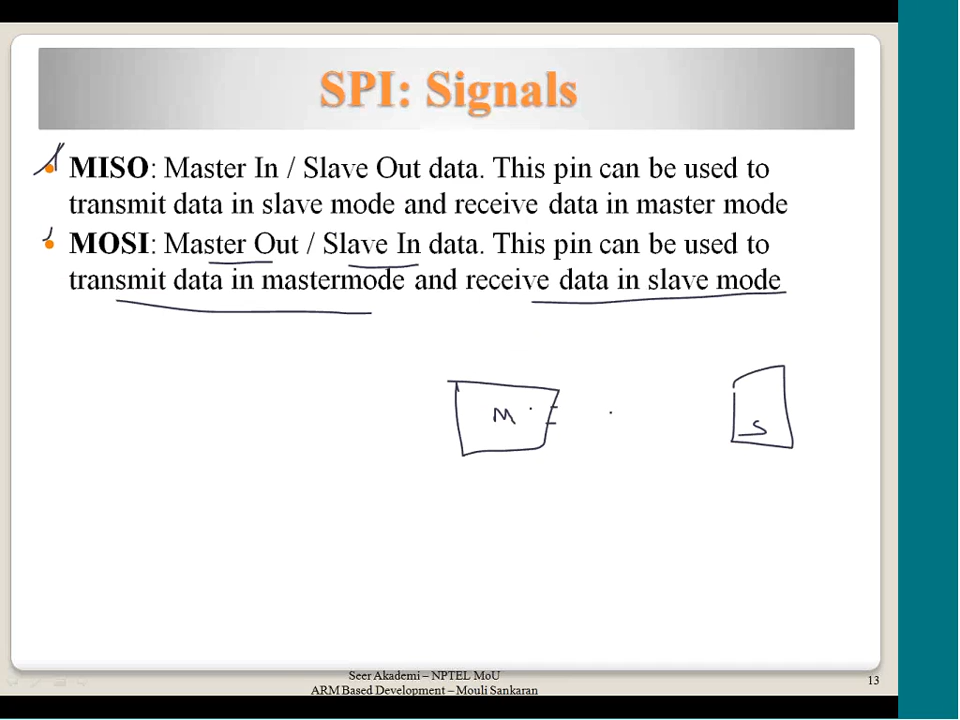 SPI: Signals
MISO: Master In / Slave Out data. This pin can be used to
transmit data in slave mode and receive data in master mode
MOSI: Master Out / Slave In data. This pin can be used to
transmit data in mastermode and receive data in slave mode
M
S
Seer Akademi – NPTEL MoU
ARM Based Development – Mouli Sankaran
13